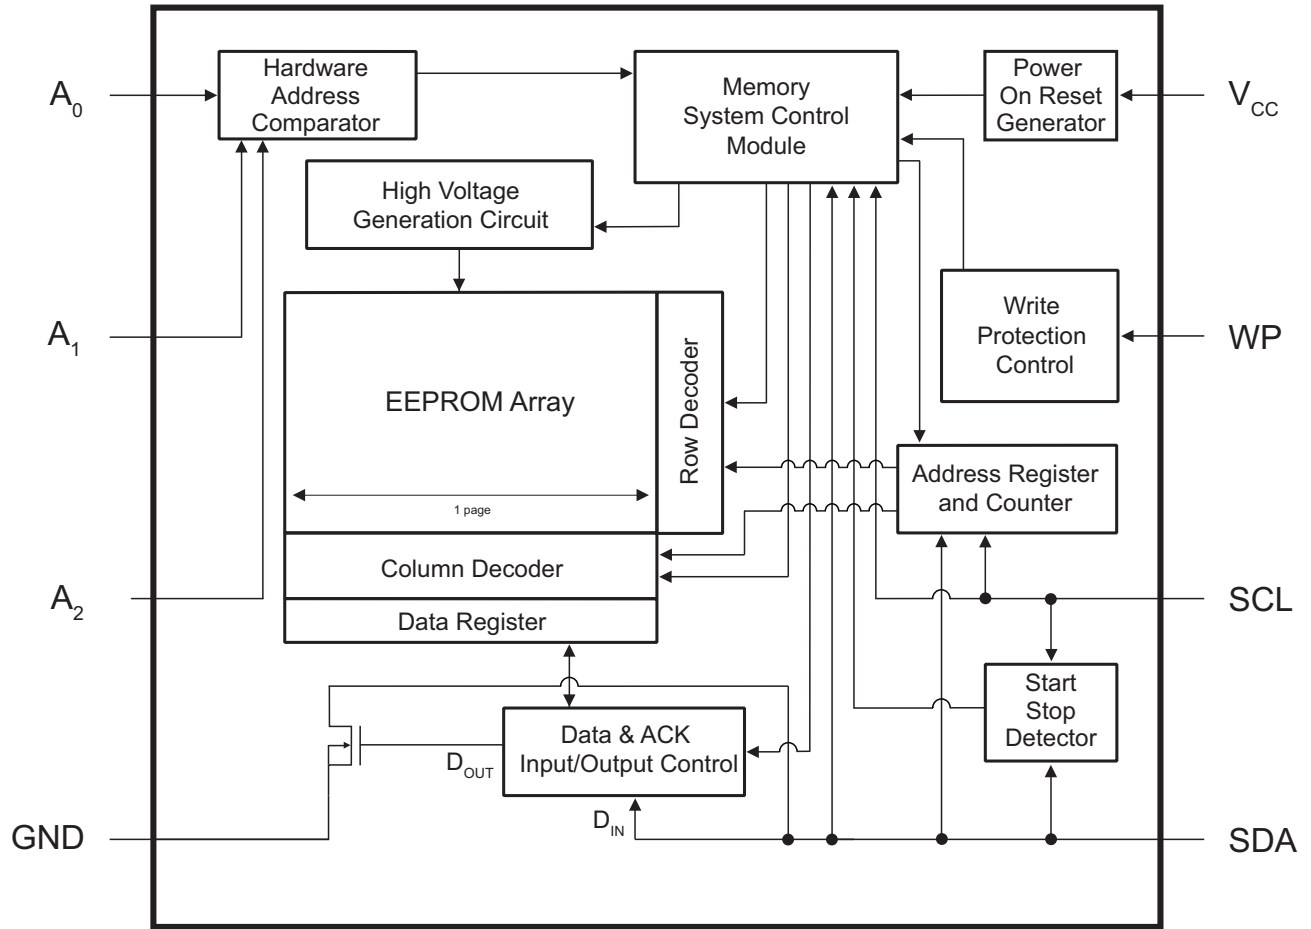 A0
Hardware
Address
Comparator
Memory
System Control
Module
Power
On Reset
Generator
VCC
High Voltage
Generation Circuit
A1
Write
Protection
Control
WP
EEPROM Array
Row Decoder
1 page
Address Register
and Counter
Column Decoder
A2
Data Register
SCL
Start
Stop
Detector
Data & ACK
Input/Output Control
DOUT
DIN
GND
SDA